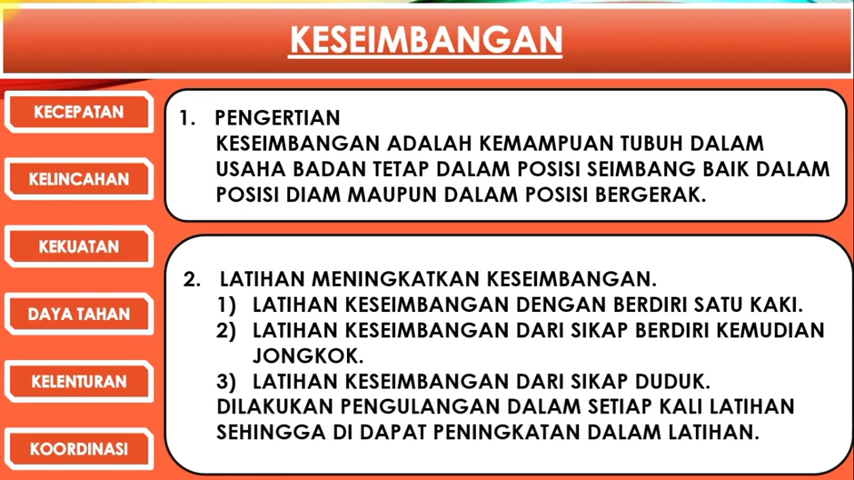 KESEIMBANGAN
KECEPATAN
KELINCAHAN
KEKUATAN
DAYA TAHAN
KELENTURAN
KOORDINASI
1. PENGERTIAN
KESEIMBANGAN ADALAH KEMAMPUAN TUBUH DALAM
USAHA BADAN TETAP DALAM POSISI SEIMBANG BAIK DALAM
POSISI DIAM MAUPUN DALAM POSISI BERGERAK.
2. LATIHAN MENINGKATKAN KESEIMBANGAN.
1) LATIHAN KESEIMBANGAN DENGAN BERDIRI SATU KAKI.
2) LATIHAN KESEIMBANGAN DARI SIKAP BERDIRI KEMUDIAN
JONGKOK.
3) LATIHAN KESEIMBANGAN DARI SIKAP DUDUK.
DILAKUKAN PENGULANGAN DALAM SETIAP KALI LATIHAN
SEHINGGA DI DAPAT PENINGKATAN DALAM LATIHAN.